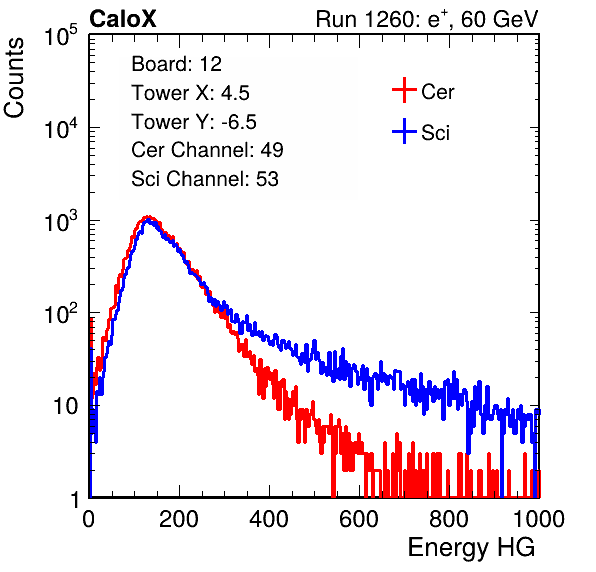 CaloX Run 1260: e⁺, 60 GeV
Counts
Board: 12
Tower X: 4.5
Tower Y: -6.5
Cer Channel: 49
Sci Channel: 53
Cer
Sci
10⁵
10⁴
10³
10²
10
1
0 200 400 600 800 1000
Energy HG